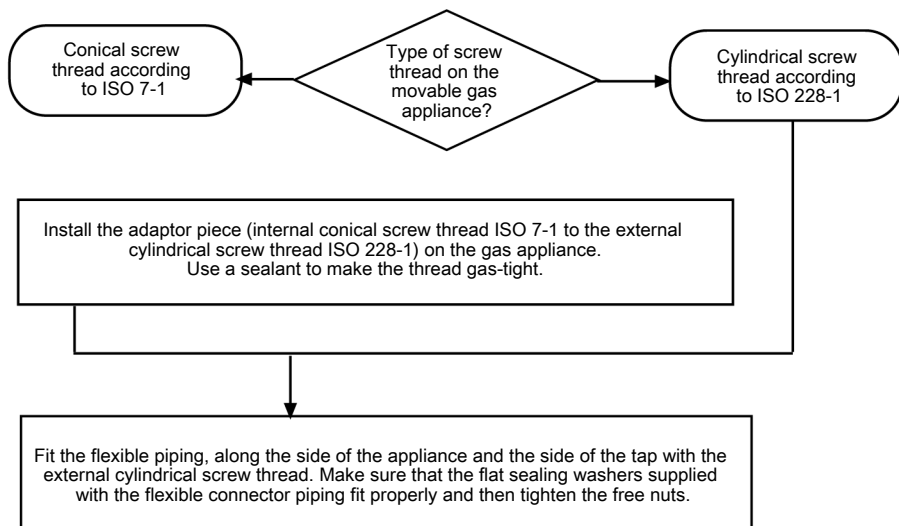 Conical screw
thread according
to ISO 7-1
Type of screw
thread on the
movable gas
appliance?
Cylindrical screw
thread according
to ISO 228-1
Install the adaptor piece (internal conical screw thread ISO 7-1 to the external
cylindrical screw thread ISO 228-1) on the gas appliance.
Use a sealant to make the thread gas-tight.
Fit the flexible piping, along the side of the appliance and the side of the tap with the
external cylindrical screw thread. Make sure that the flat sealing washers supplied
with the flexible connector piping fit properly and then tighten the free nuts.